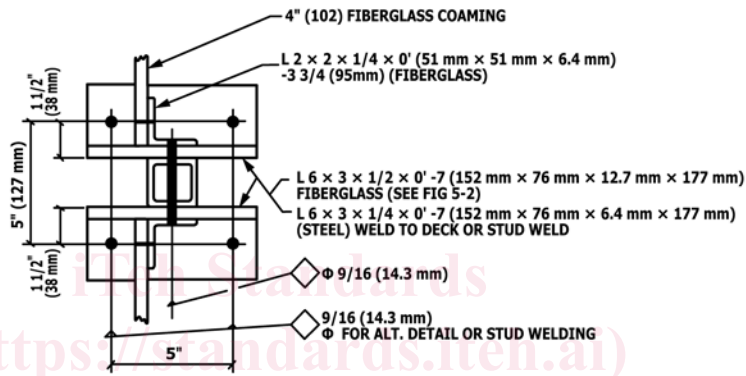 4" (102) FIBERGLASS COAMING
L 2 × 2 × 1/4 × 0' (51 mm × 51 mm × 6.4 mm)
-3 3/4 (95mm) (FIBERGLASS)
1 1/2"
(38 mm)
5" (127 mm)
L 6 × 3 × 1/2 × 0' -7 (152 mm × 76 mm × 12.7 mm × 177 mm)
FIBERGLASS (SEE FIG 5-2)
L 6 × 3 × 1/4 × 0' -7 (152 mm × 76 mm × 6.4 mm × 177 mm)
(STEEL) WELD TO DECK OR STUD WELD
1 1/2"
(38 mm)
Φ 9/16 (14.3 mm)
iTeh Standards
9/16 (14.3 mm)
Φ FOR ALT. DETAIL OR STUD WELDING
5"
ttps://standards.iteh.ai)